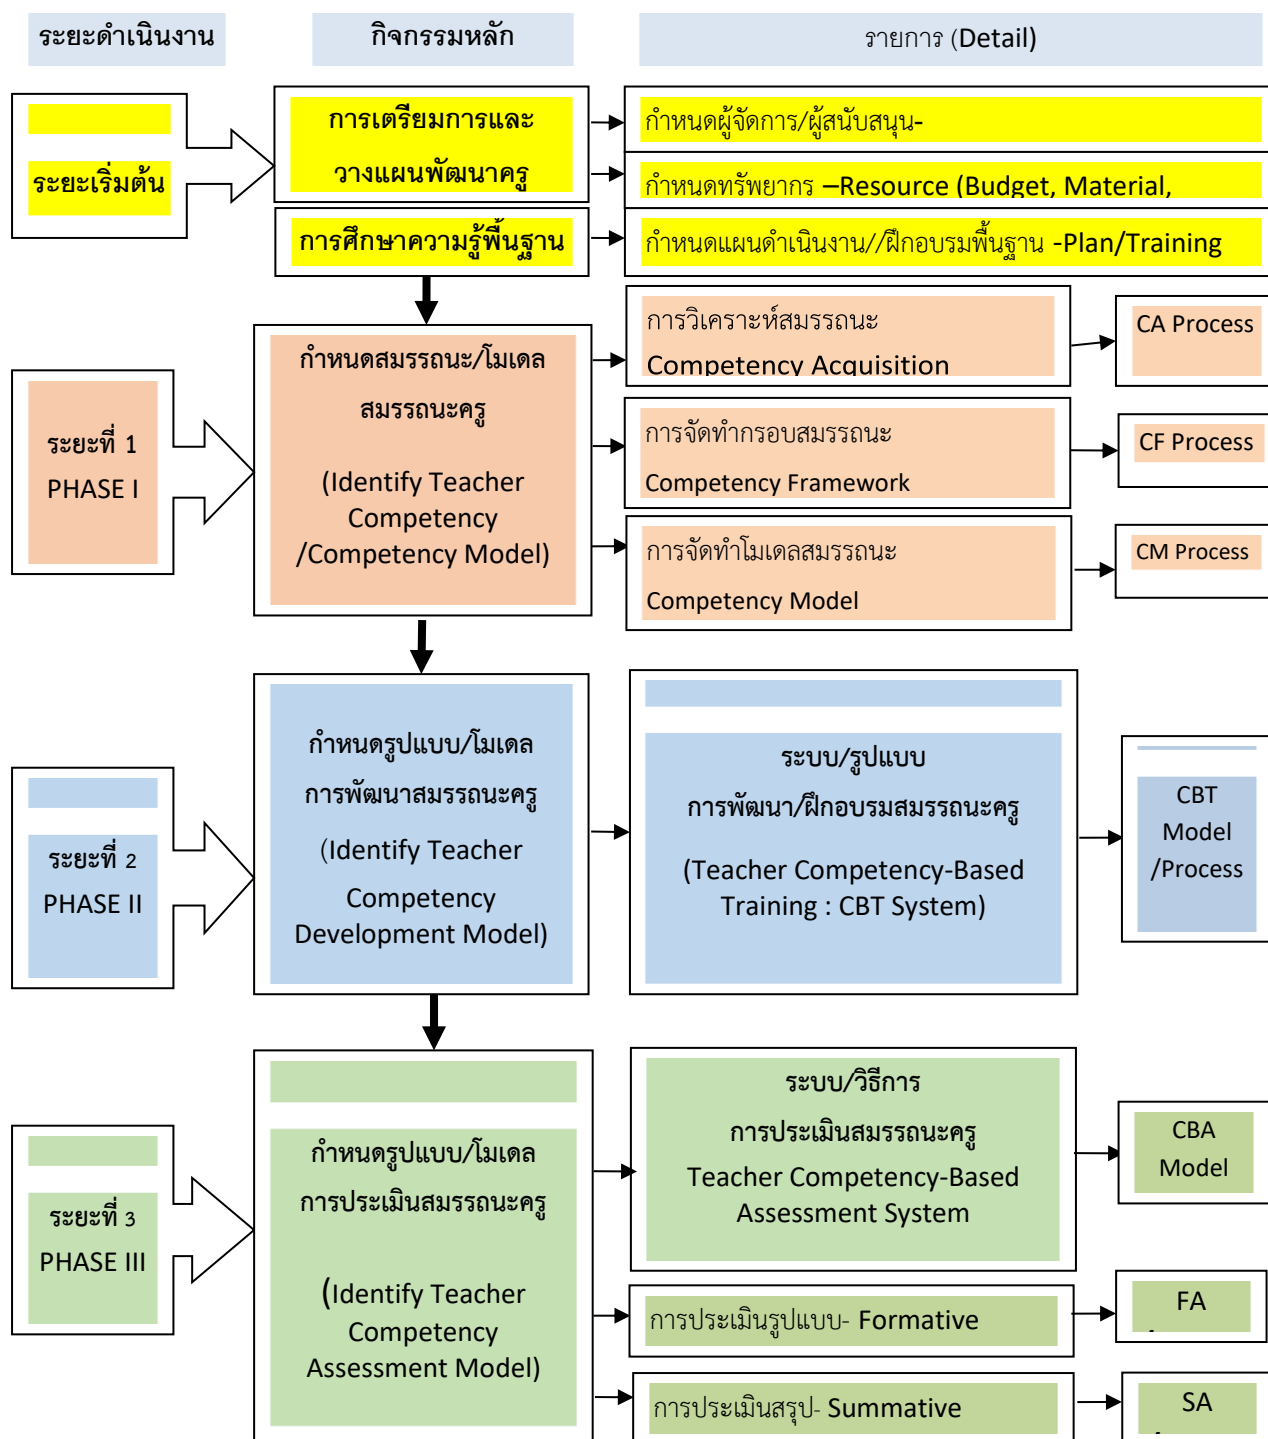 ระยะดำเนินงาน
กิจกรรมหลัก
รายการ (Detail)
ระยะเริ่มต้น
การเตรียมการและ
วางแผนพัฒนาครู
กำหนดผู้จัดการ/ผู้สนับสนุน-
กำหนดทรัพยากร –Resource (Budget, Material,
การศึกษาความรู้พื้นฐาน
กำหนดแผนดำเนินงาน//ฝึกอบรมพื้นฐาน -Plan/Training
ระยะที่ 1
PHASE I
กำหนดสมรรถนะ/โมเดล
สมรรถนะครู
(Identify Teacher
Competency
/Competency Model)
การวิเคราะห์สมรรถนะ
Competency Acquisition
CA Process
การจัดทำกรอบสมรรถนะ
Competency Framework
CF Process
การจัดทำโมเดลสมรรถนะ
Competency Model
CM Process
ระยะที่ 2
PHASE II
กำหนดรูปแบบ/โมเดล
การพัฒนาสมรรถนะครู
(Identify Teacher
Competency
Development Model)
ระบบ/รูปแบบ
การพัฒนา/ฝึกอบรมสมรรถนะครู
(Teacher Competency-Based
Training : CBT System)
CBT
Model
/Process
ระยะที่ 3
PHASE III
กำหนดรูปแบบ/โมเดล
การประเมินสมรรถนะครู
(Identify Teacher
Competency
Assessment Model)
ระบบ/วิธีการ
การประเมินสมรรถนะครู
Teacher Competency-Based
Assessment System
CBA
Model
การประเมินรูปแบบ- Formative
FA
การประเมินสรุป- Summative
SA